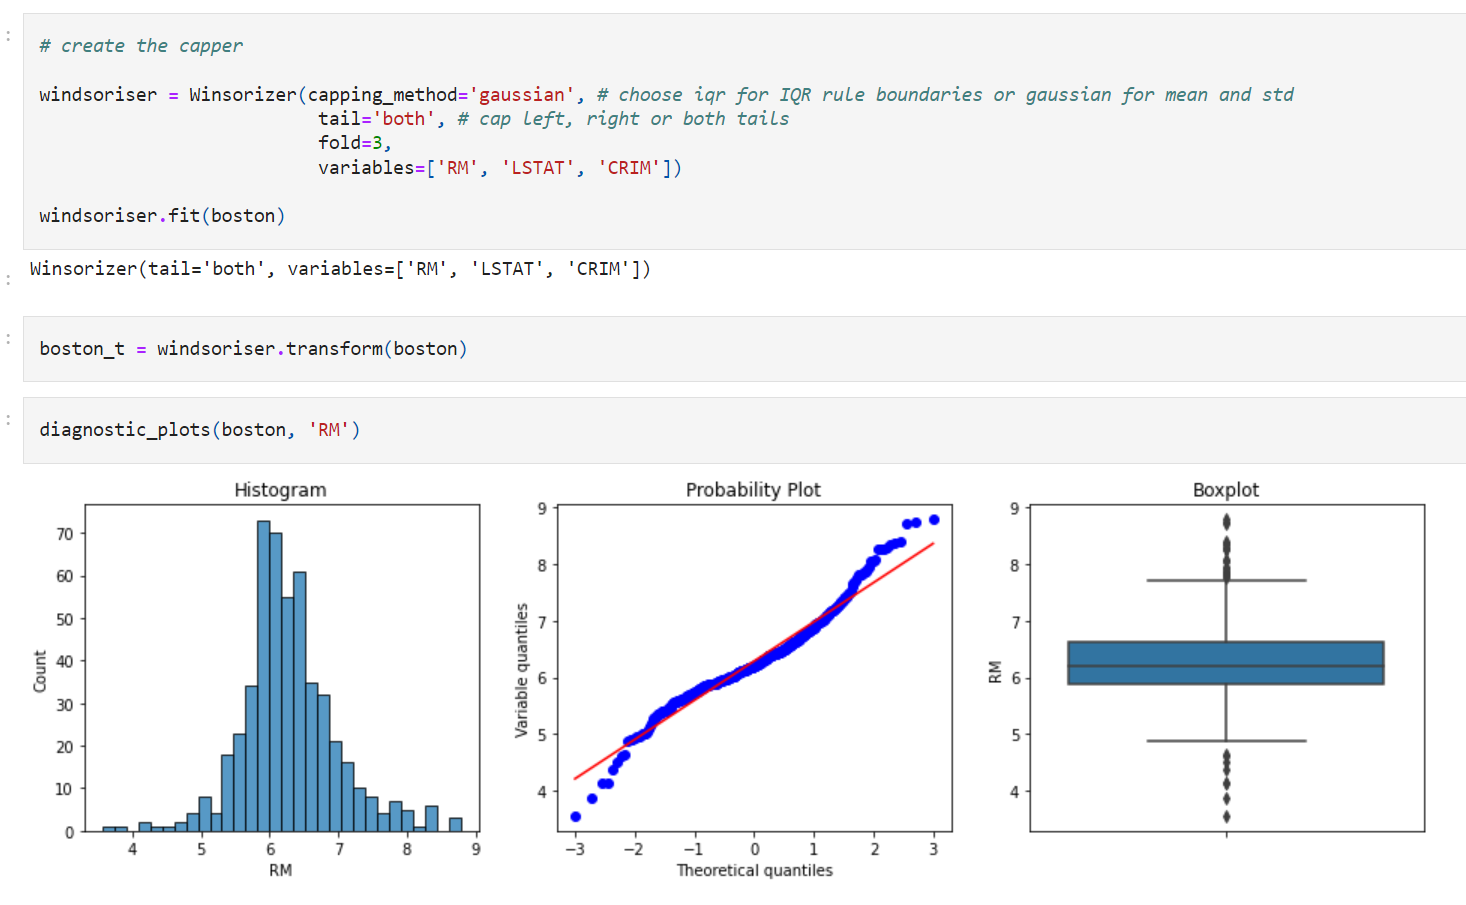 :
# create the capper
windsoriser = Winsorizer(capping_method='gaussian', # choose iqr for IQR rule boundaries or gaussian for mean and std
tail='both', # cap left, right or both tails
fold=3,
variables=['RM', 'LSTAT', 'CRIM'])
windsoriser.fit(boston)
:
Winsorizer(tail='both', variables=['RM', 'LSTAT', 'CRIM'])
:
boston_t = windsoriser.transform(boston)
:
diagnostic_plots(boston, 'RM')
Histogram
70
60
50
40
30
20
10
0
Count
4 5 6 7 8 9
RM
Probability Plot
9
8
7
6
5
4
Variable quantiles
−3 −2 −1 0 1 2 3
Theoretical quantiles
Boxplot
9
8
7
6
5
4
RM